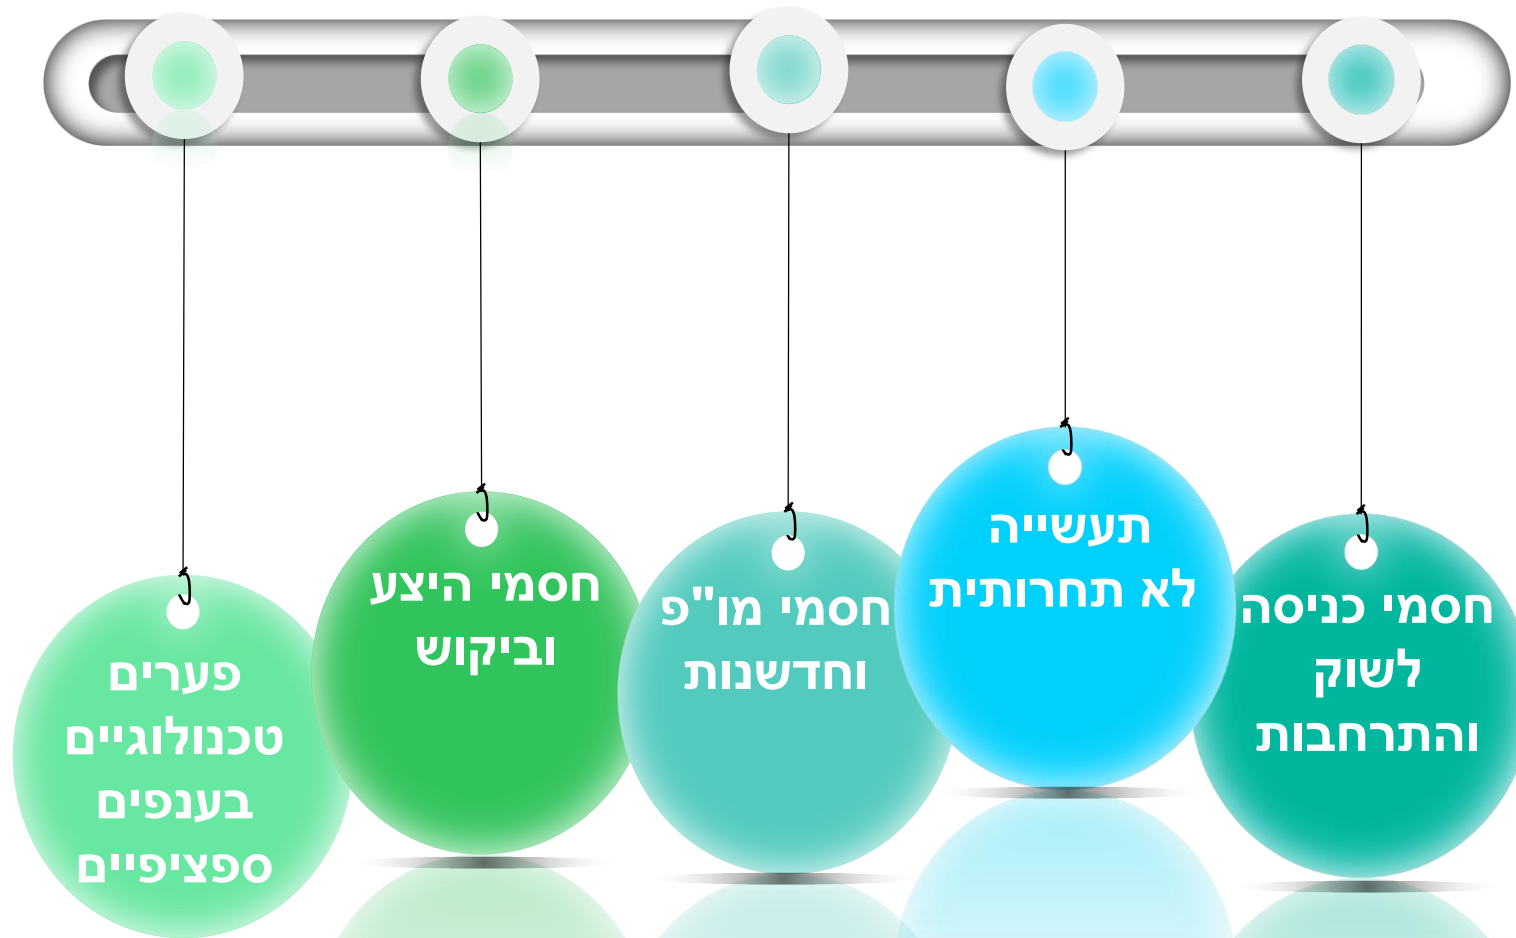 חסמי כניסה
לשוק
והתרחבות
תעשייה
לא תחרותית
חסמי מו"פ
וחדשנות
חסמי היצע
וביקוש
פערים
טכנולוגיים
בענפים
ספציפיים